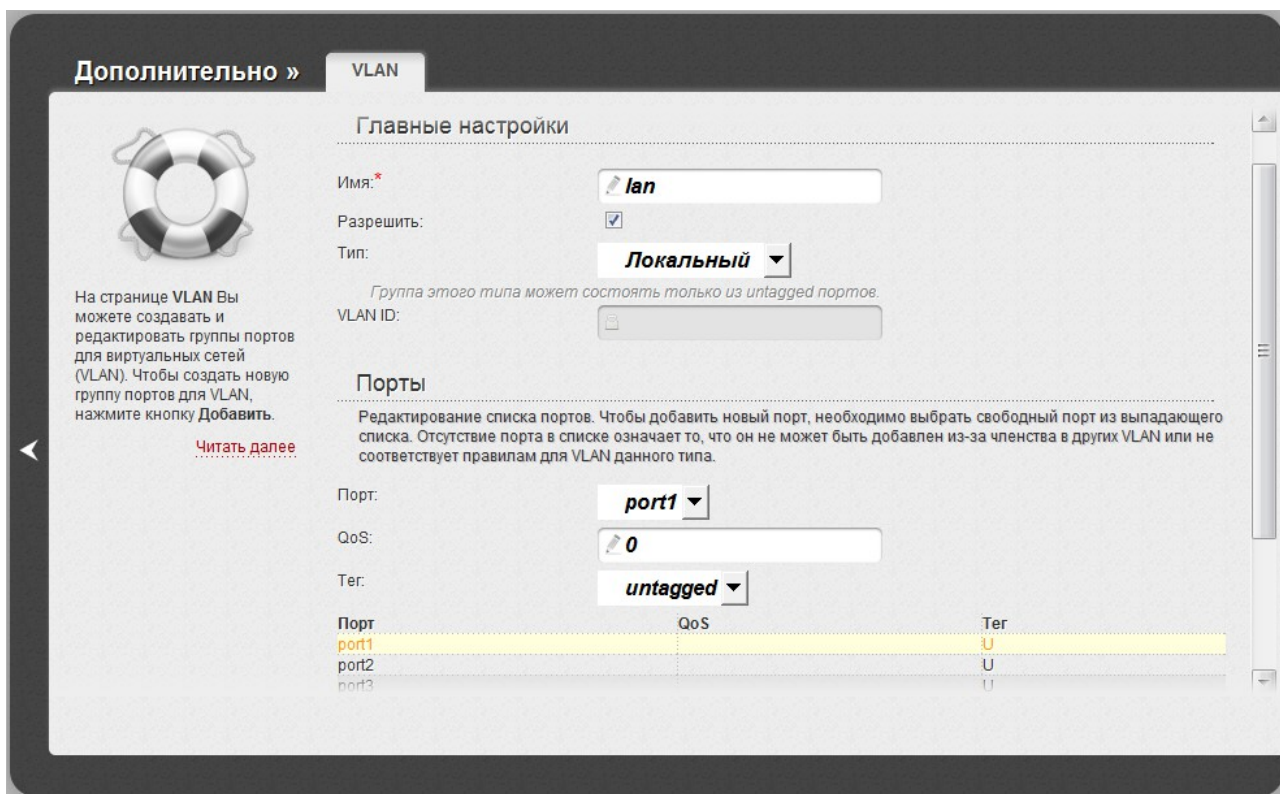 Дополнительно »
VLAN
На странице VLAN Вы
можете создавать и
редактировать группы портов
для виртуальных сетей
(VLAN). Чтобы создать новую
группу портов для VLAN,
нажмите кнопку Добавить.
Читать далее
Главные настройки
Имя:* lan
Разрешить:
Тип: Локальный
Группа этого типа может состоять только из untagged портов.
VLAN ID:
Порты
Редактирование списка портов. Чтобы добавить новый порт, необходимо выбрать свободный порт из выпадающего
списка. Отсутствие порта в списке означает то, что он не может быть добавлен из-за членства в других VLAN или не
соответствует правилам для VLAN данного типа.
Порт: port1
QoS: 0
Тег: untagged
Порт QoS Тег
port1 U
port2 U
port3 U